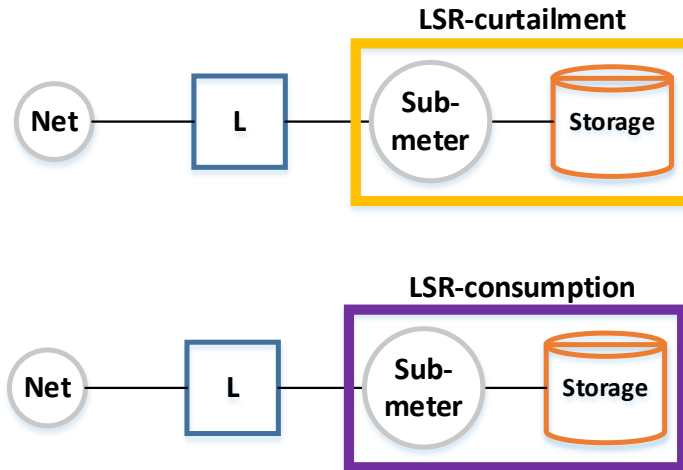 LSR-curtailment
Net
L
Sub-
meter
Storage
LSR-consumption
Net
L
Sub-
meter
Storage